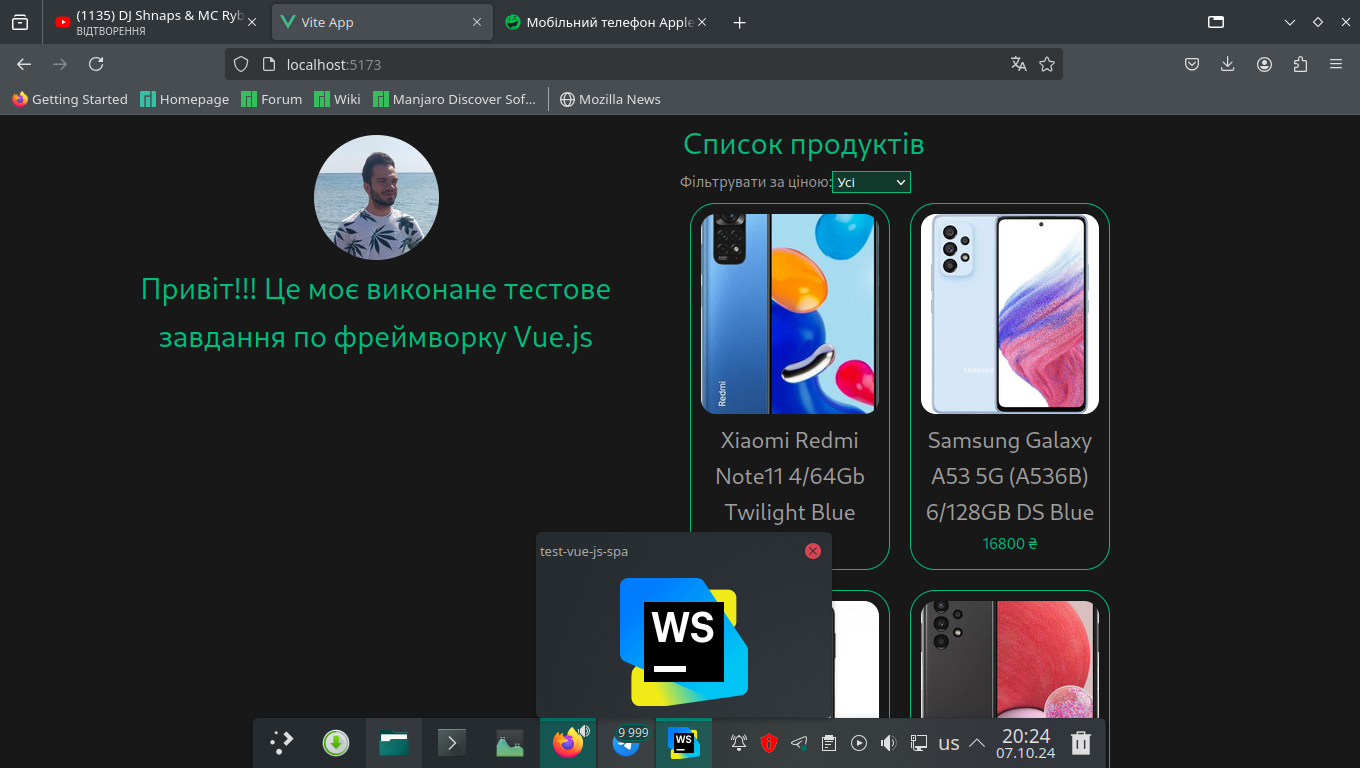 (1135) DJ Shnaps & MC Ryb
ВІДТВОРЕННЯ
Vite App
Мобільний телефон Apple
localhost:5173
Getting Started
Homepage
Forum
Wiki
Manjaro Discover Sof...
Mozilla News
Привіт!!! Це моє виконане тестове
завдання по фреймворку Vue.js
Список продуктів
Фільтрувати за ціною:
Усі
Redmi
Xiaomi Redmi
Note11 4/64Gb
Twilight Blue
SAMSUNG
Samsung Galaxy
A53 5G (A536B)
6/128GB DS Blue
16800 ₴
test-vue-js-spa
WS
9 999
WS
us
20:24
07.10.24